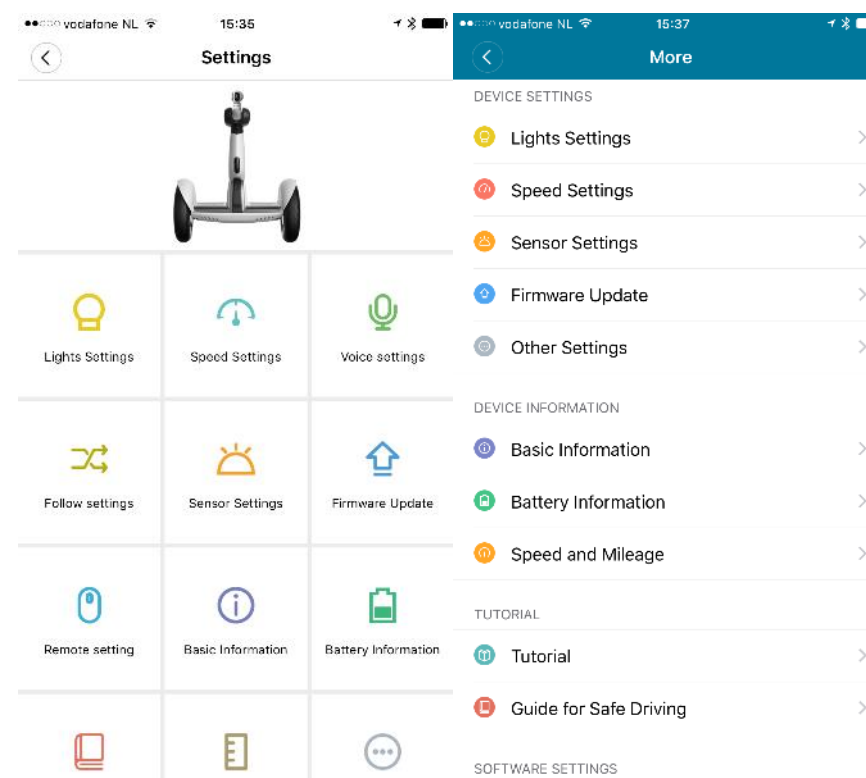 vodafone NL 15:35
Settings
Lights Settings Speed Settings Voice settings
Follow settings Sensor Settings Firmware Update
Remote setting Basic Information Battery Information
vodafone NL 15:37
More
DEVICE SETTINGS
Lights Settings
Speed Settings
Sensor Settings
Firmware Update
Other Settings
DEVICE INFORMATION
Basic Information
Battery Information
Speed and Mileage
TUTORIAL
Tutorial
Guide for Safe Driving
SOFTWARE SETTINGS